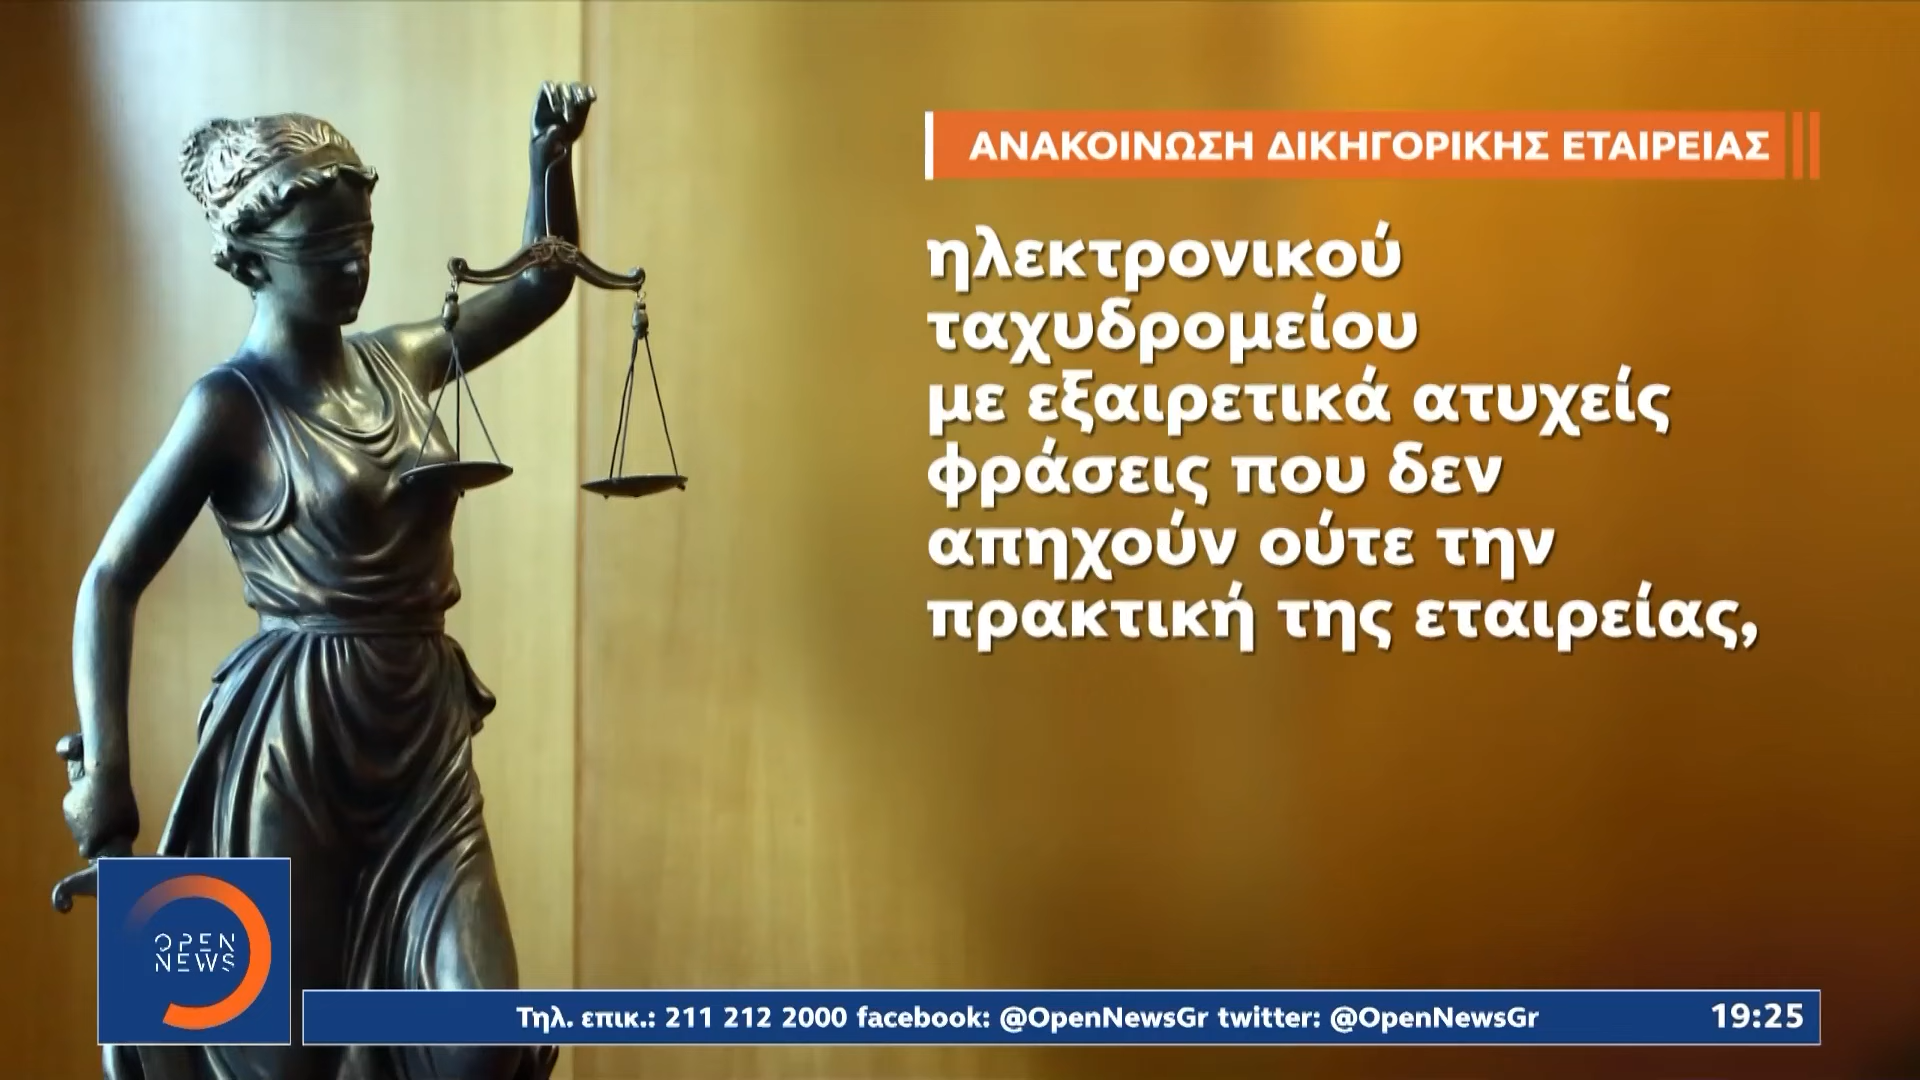 ΑΝΑΚΟΙΝΩΣΗ ΔΙΚΗΓΟΡΙΚΗΣ ΕΤΑΙΡΕΙΑΣ
ηλεκτρονικού
ταχυδρομείου
με εξαιρετικά ατυχείς
φράσεις που δεν
απηχούν ούτε την
πρακτική της εταιρείας,
OPEN
NEWS
Τηλ. επικ.: 211 212 2000 facebook: @OpenNewsGr twitter: @OpenNewsGr 19:25